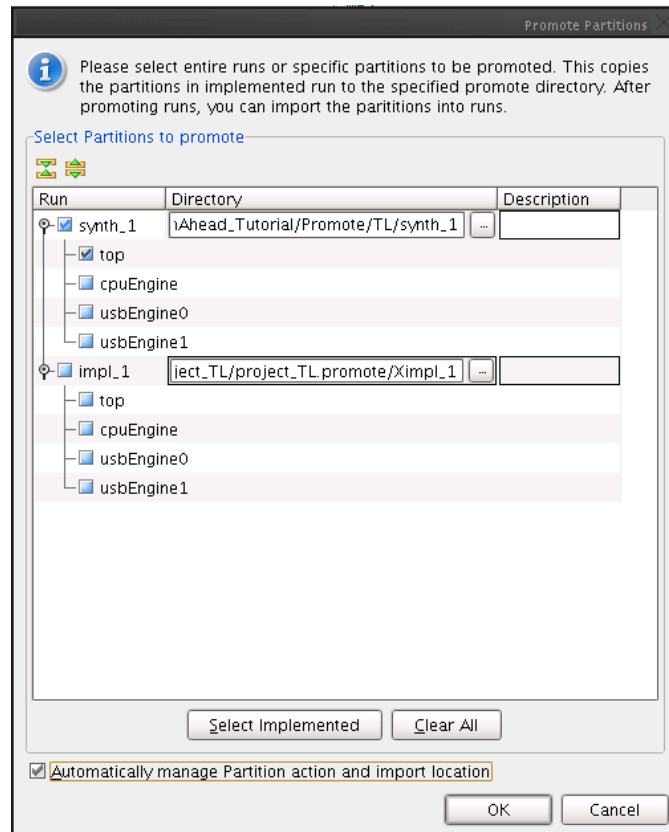 Promote Partitions
Please select entire runs or specific partitions to be promoted. This copies
the partitions in implemented run to the specified promote directory. After
promoting runs, you can import the parititions into runs.
Select Partitions to promote
Run Directory Description
synth_1 ıAhead_Tutorial/Promote/TL/synth_1 ...
top
cpuEngine
usbEngine0
usbEngine1
impl_1 ject_TL/project_TL.promote/Ximpl_1 ...
top
cpuEngine
usbEngine0
usbEngine1
Select Implemented Clear All
Automatically manage Partition action and import location
OK Cancel